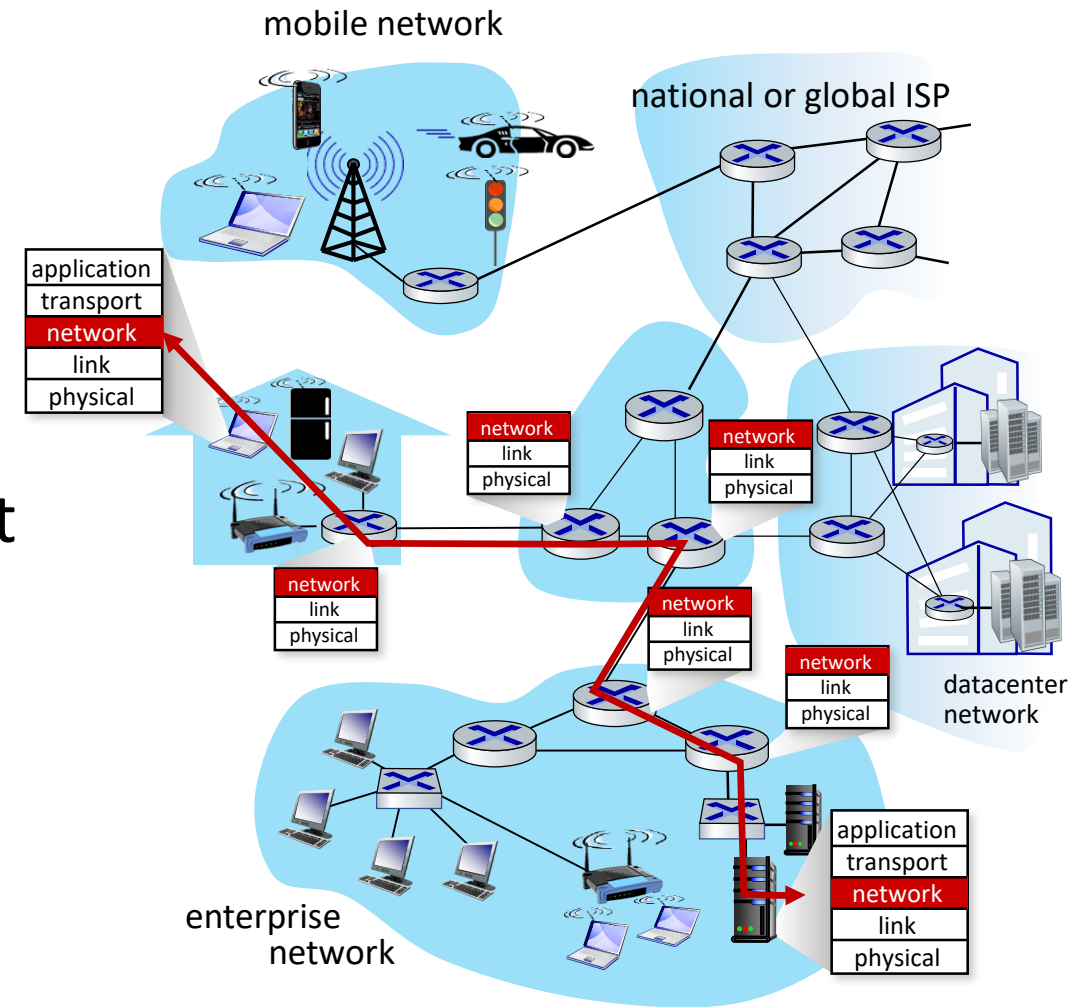 mobile network
national or global ISP
application
transport
network
link
physical
network
link
physical
network
link
physical
t
network
link
physical
network
link
physical
network
link
physical
datacenter
network
application
transport
network
link
physical
enterprise
network